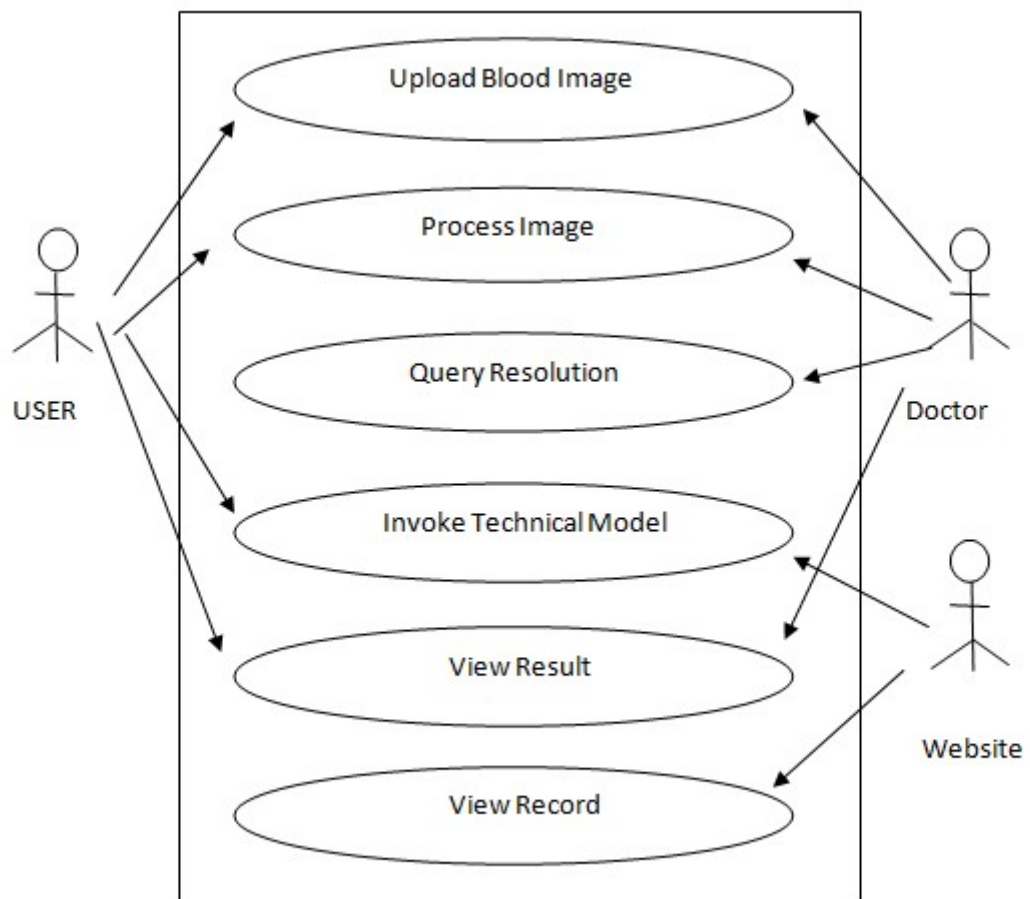 Upload Blood Image
Process Image
Query Resolution
USER
Doctor
Invoke Technical Model
View Result
Website
View Record